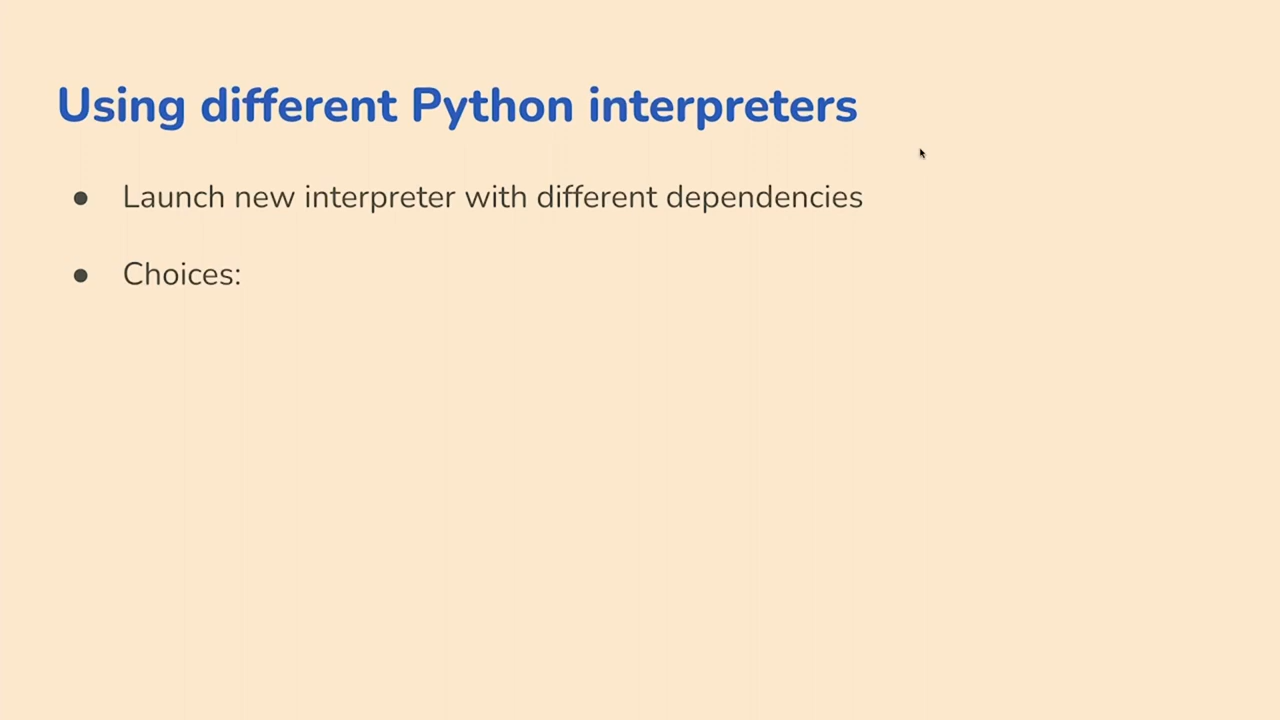 Using different Python interpreters
● Launch new interpreter with different dependencies
● Choices: